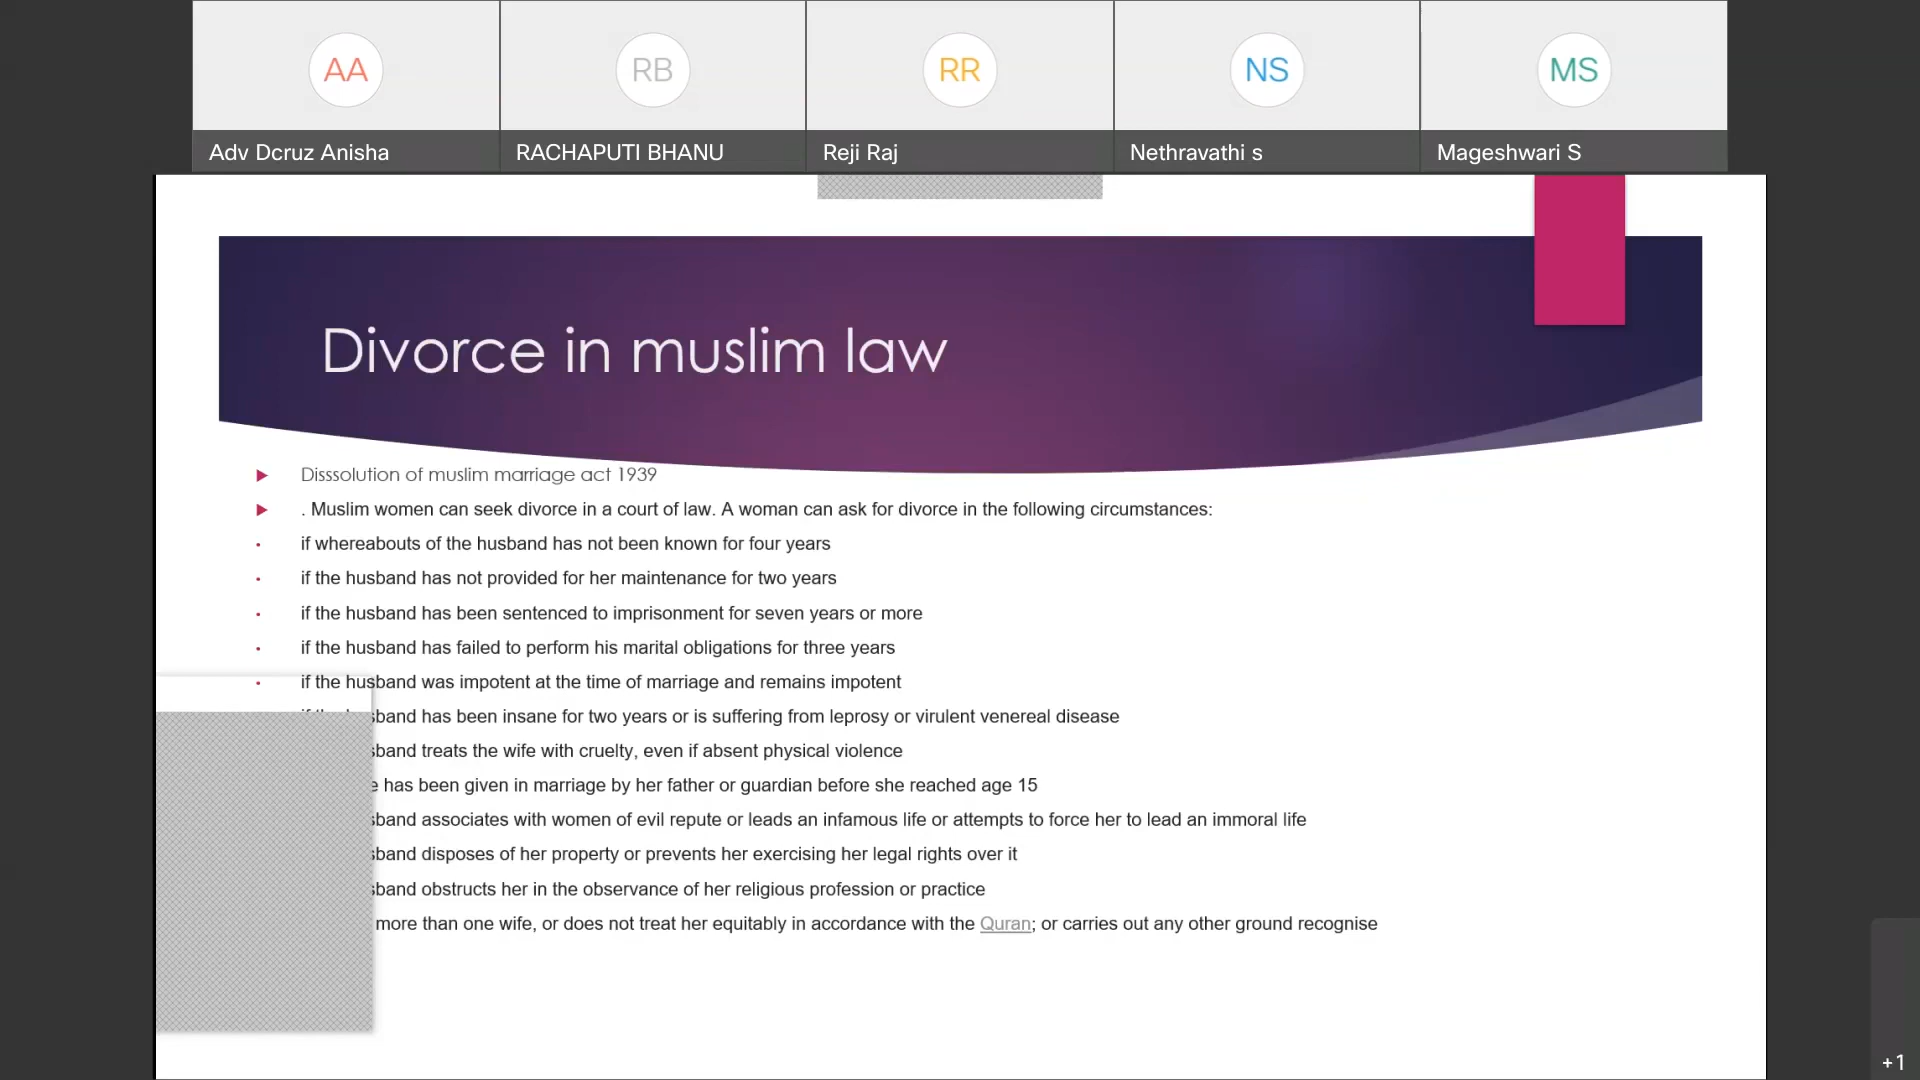 AA
RB
RR
NS
MS
Adv Dcruz Anisha
RACHAPUTI BHANU
Reji Raj
Nethravathi s
Mageshwari S
Divorce in muslim law
Disssolution of muslim marriage act 1939
. Muslim women can seek divorce in a court of law. A woman can ask for divorce in the following circumstances:
if whereabouts of the husband has not been known for four years
if the husband has not provided for her maintenance for two years
if the husband has been sentenced to imprisonment for seven years or more
if the husband has failed to perform his marital obligations for three years
if the husband was impotent at the time of marriage and remains impotent
has been insane for two years or is suffering from leprosy or virulent venereal disease
treats the wife with cruelty, even if absent physical violence
has been given in marriage by her father or guardian before she reached age 15
associates with women of evil repute or leads an infamous life or attempts to force her to lead an immoral life
disposes of her property or prevents her exercising her legal rights over it
obstructs her in the observance of her religious profession or practice
more than one wife, or does not treat her equitably in accordance with the Quran; or carries out any other ground recognise
+1